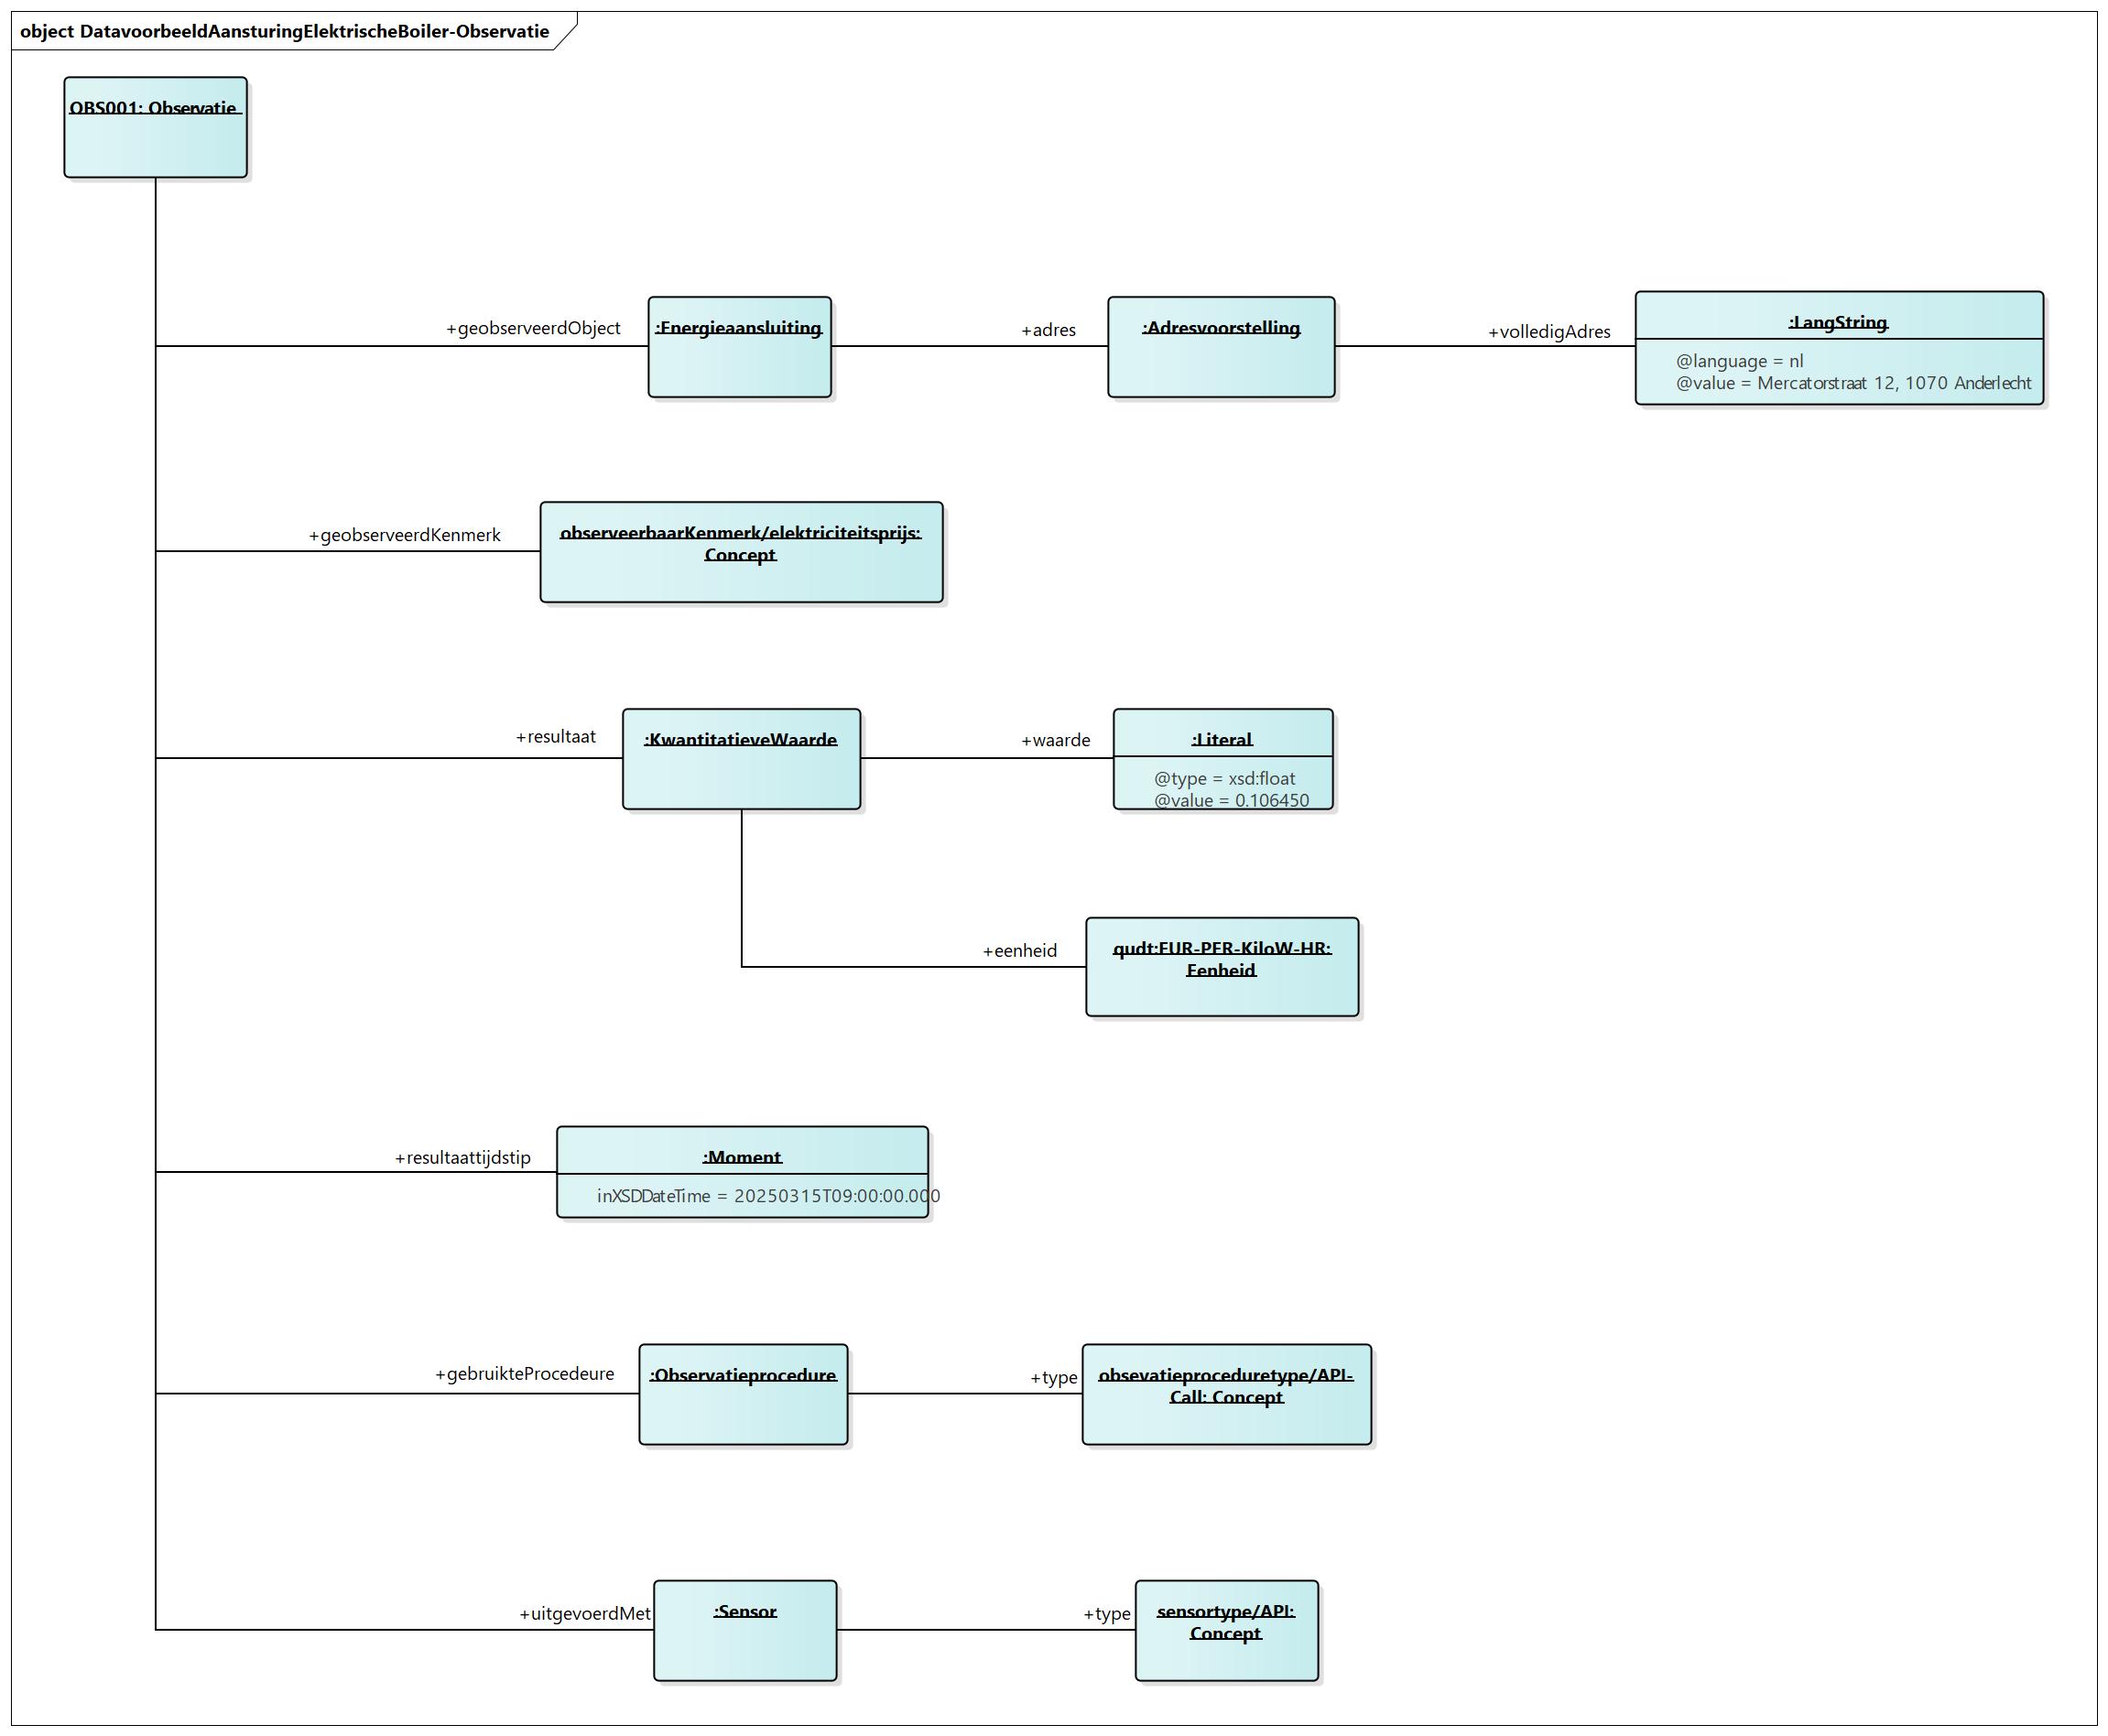 object DatavoorbeeldAansturingElektrischeBoiler-Observatie
OBS001: Observatie
+geobserveerdObject
:Energieaansluiting
+adres
:Adresvoorstelling
+volledigAdres
:LangString
@language = nl
@value = Mercatorstraat 12, 1070 Anderlecht
+geobserveerdKenmerk
observeerbaarKenmerk/elektriciteitsprijs:
Concept
+resultaat
:KwantitatieveWaarde
+waarde
:Literal
@type = xsd:float
@value = 0.106450
+eenheid
qudt:EUR-PER-KiloW-HR:
Eenheid
+resultaattijdstip
:Moment
inXSDDateTime = 20250315T09:00:00.000
+gebruikteProcedeure
:Observatieprocedure
+type
obsevatieproceduretype/API-
Call: Concept
+uitgevoerdMet
:Sensor
+type
sensortype/API:
Concept